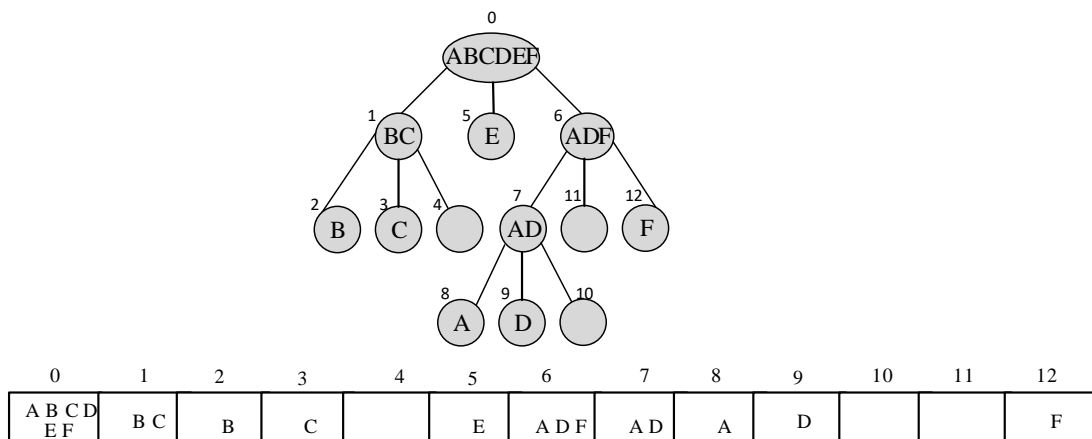 0
ABCDEF
1 5 6
BC E ADF
7 11 12
2 3 4
B C AD F
8 9 10
A D
0 1 2 3 4 5 6 7 8 9 10 11 12
A B C D
E F
B C B C E A D F A D A D F